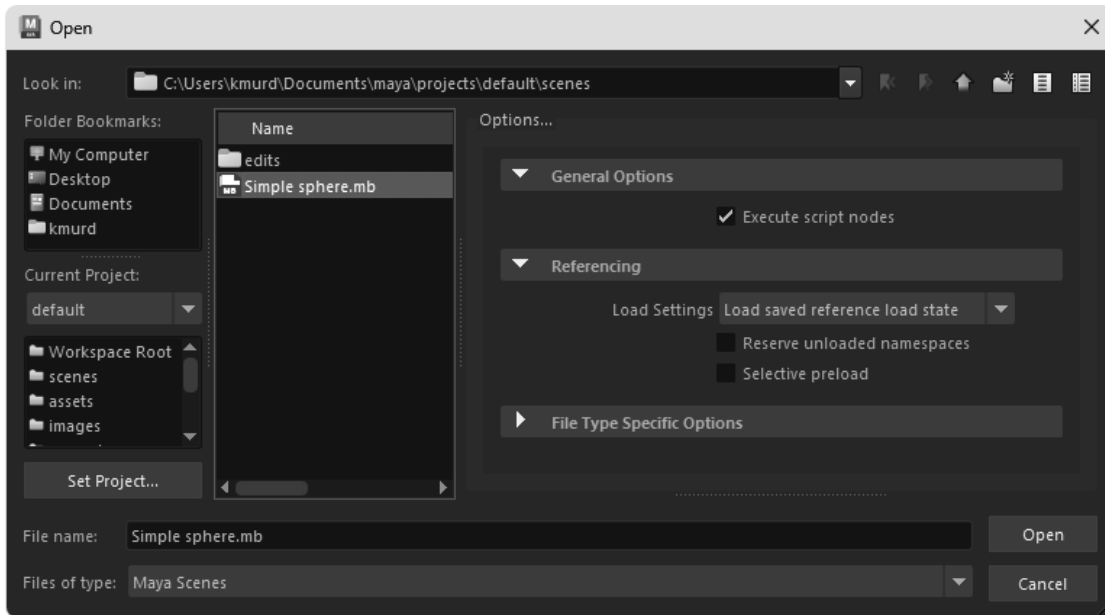 Open
Look in:
C:\Users\kmurd\Documents\maya\projects\default\scenes
Folder Bookmarks:
My Computer
Desktop
Documents
kmurd
Current Project:
default
Workspace Root
scenes
assets
images
Set Project...
Name
edits
Simple sphere.mb
Options...
General Options
Execute script nodes
Referencing
Load Settings Load saved reference load state
Reserve unloaded namespaces
Selective preload
File Type Specific Options
File name: Simple sphere.mb
Open
Files of type: Maya Scenes
Cancel